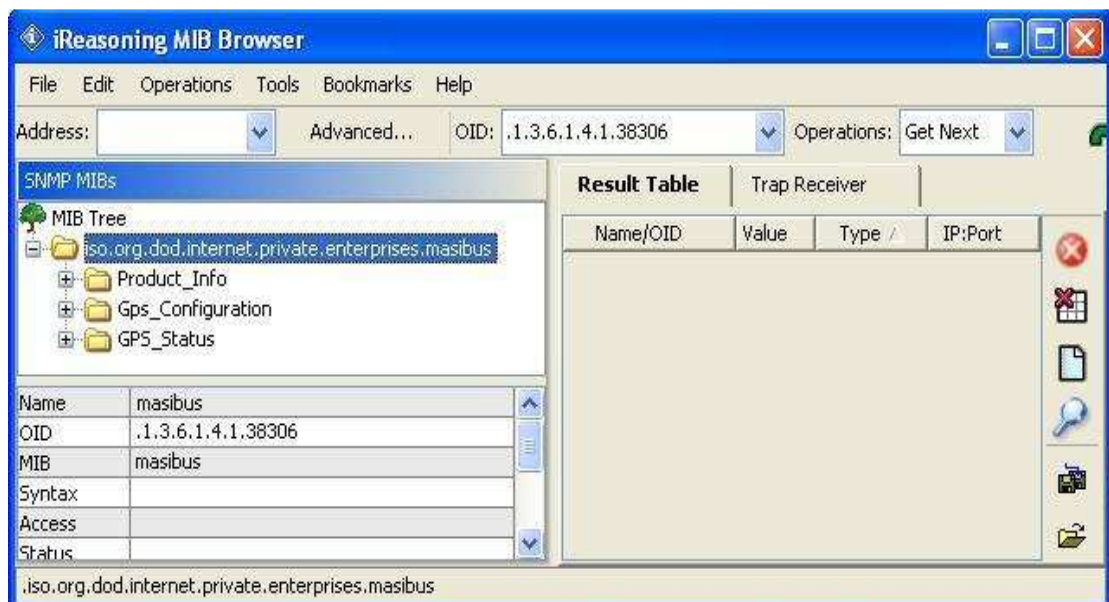 iReasoning MIB Browser
File Edit Operations Tools Bookmarks Help
Address: Advanced... OID: .1.3.6.1.4.1.38306 Operations: Get Next
SNMP MIBs
Result Table Trap Receiver
MIB Tree
iso.org.dod.internet.private.enterprises.masibus
Product_Info
Gps_Configuration
GPS_Status
Name/OID Value Type IP:Port
Name masibus
OID .1.3.6.1.4.1.38306
MIB masibus
Syntax
Access
Status
.iso.org.dod.internet.private.enterprises.masibus